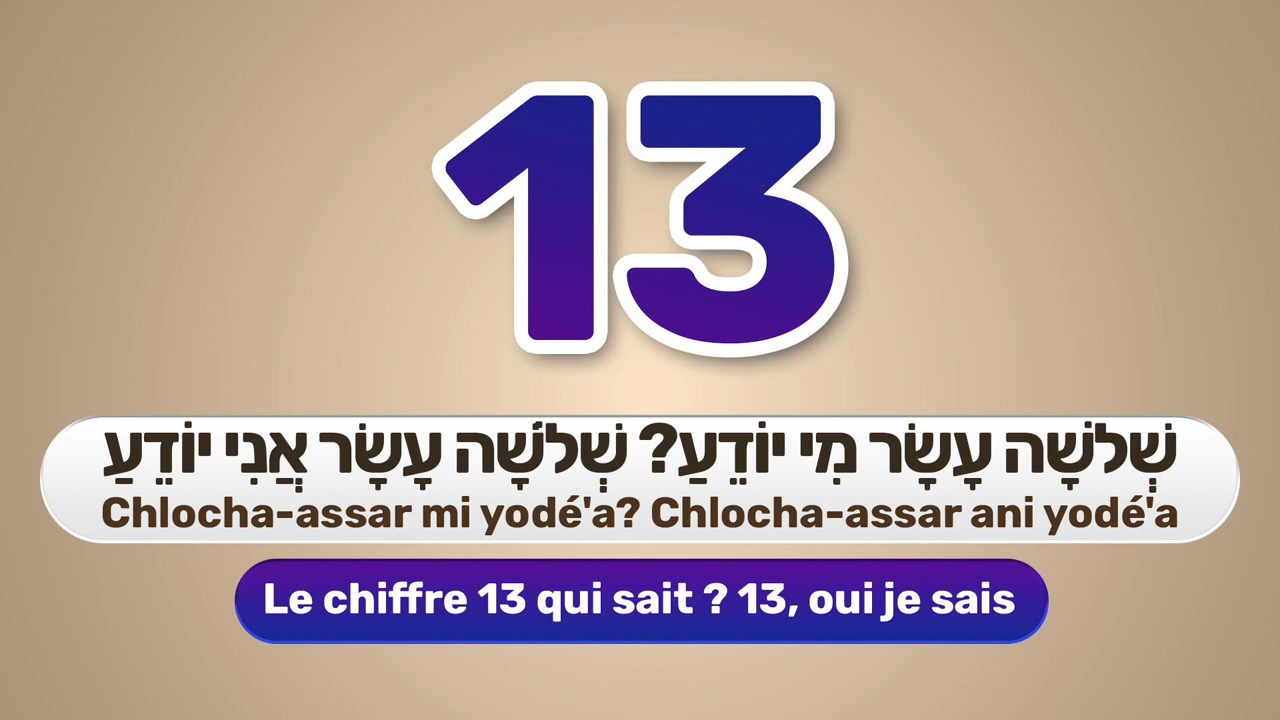 13
שְׁלֹשָׁה עָשָׂר מִי יוֹדֵעַ? שְׁלֹשָׁה עָשָׂר אֲנִי יוֹדֵעַ
Chlocha-assar mi yodé'a? Chlocha-assar ani yodé'a
Le chiffre 13 qui sait ? 13, oui je sais